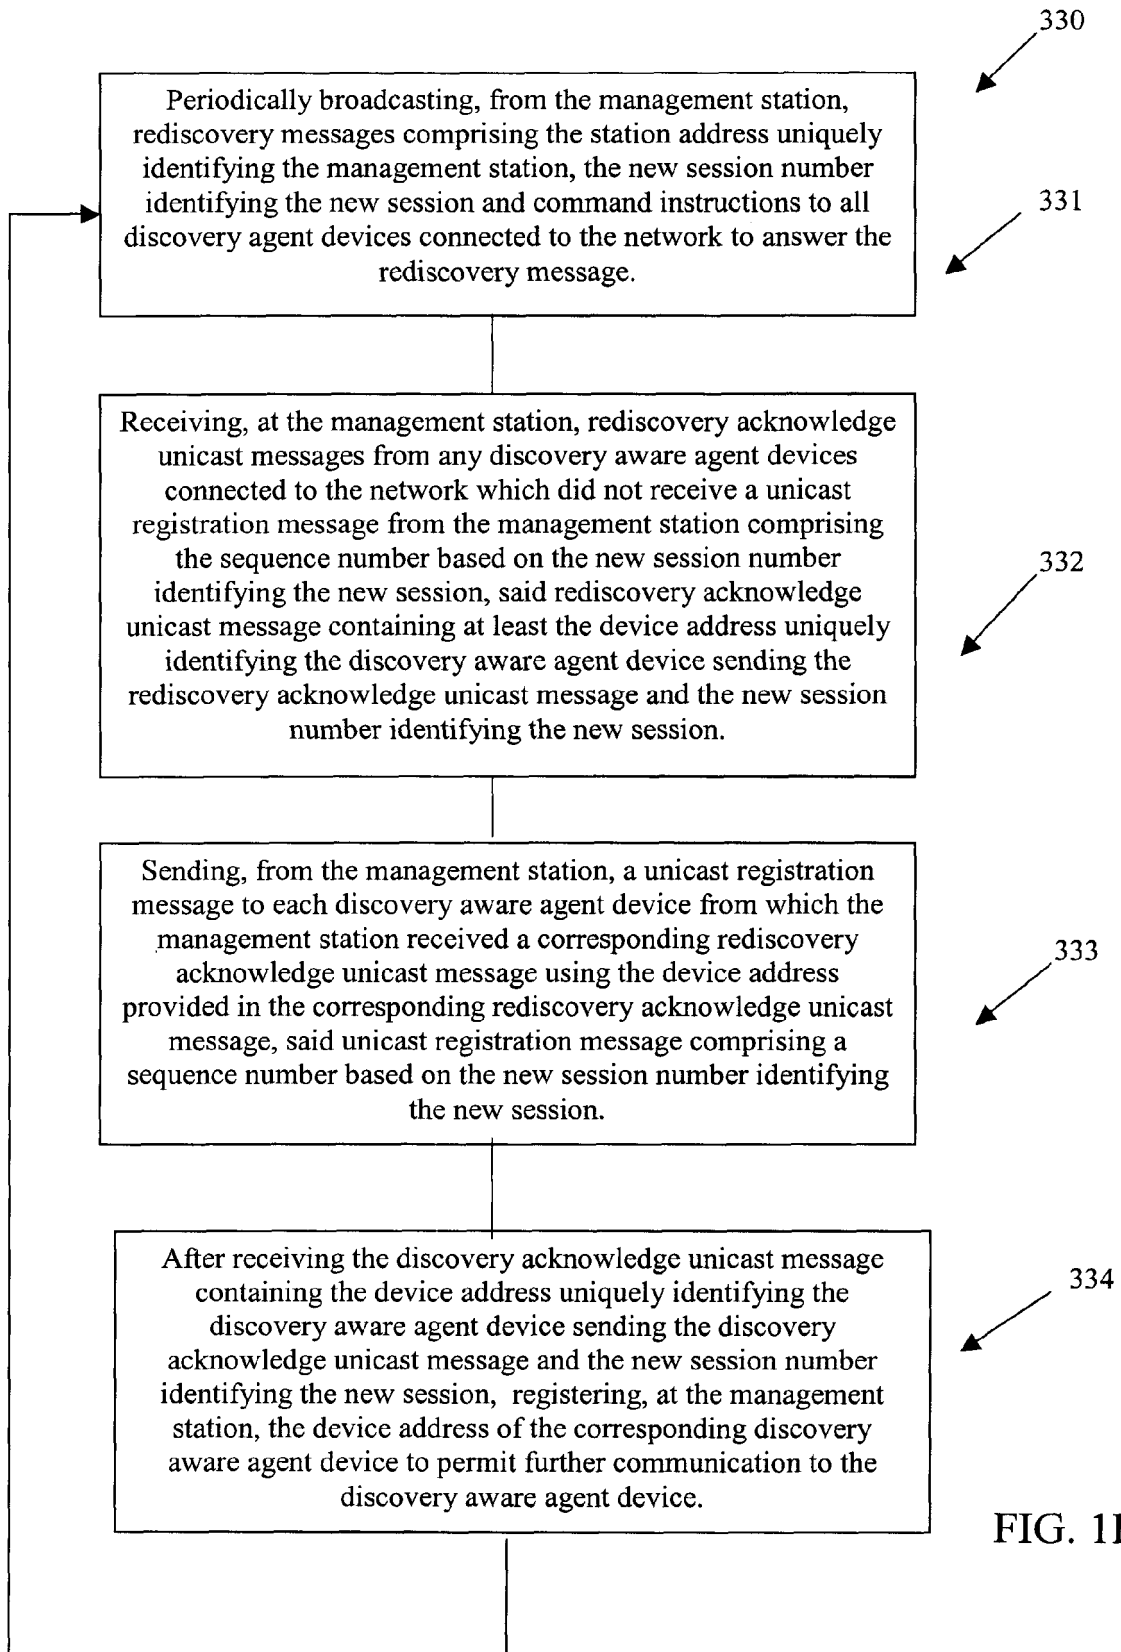 330
Periodically broadcasting, from the management station,
rediscovery messages comprising the station address uniquely
identifying the management station, the new session number
identifying the new session and command instructions to all
discovery agent devices connected to the network to answer the
rediscovery message.
331
Receiving, at the management station, rediscovery acknowledge
unicast messages from any discovery aware agent devices
connected to the network which did not receive a unicast
registration message from the management station comprising
the sequence number based on the new session number
identifying the new session, said rediscovery acknowledge
unicast message containing at least the device address uniquely
identifying the discovery aware agent device sending the
rediscovery acknowledge unicast message and the new session
number identifying the new session.
332
Sending, from the management station, a unicast registration
message to each discovery aware agent device from which the
management station received a corresponding rediscovery
acknowledge unicast message using the device address
provided in the corresponding rediscovery acknowledge unicast
message, said unicast registration message comprising a
sequence number based on the new session number identifying
the new session.
333
After receiving the discovery acknowledge unicast message
containing the device address uniquely identifying the
discovery aware agent device sending the discovery
acknowledge unicast message and the new session number
identifying the new session, registering, at the management
station, the device address of the corresponding discovery
aware agent device to permit further communication to the
discovery aware agent device.
334
FIG.